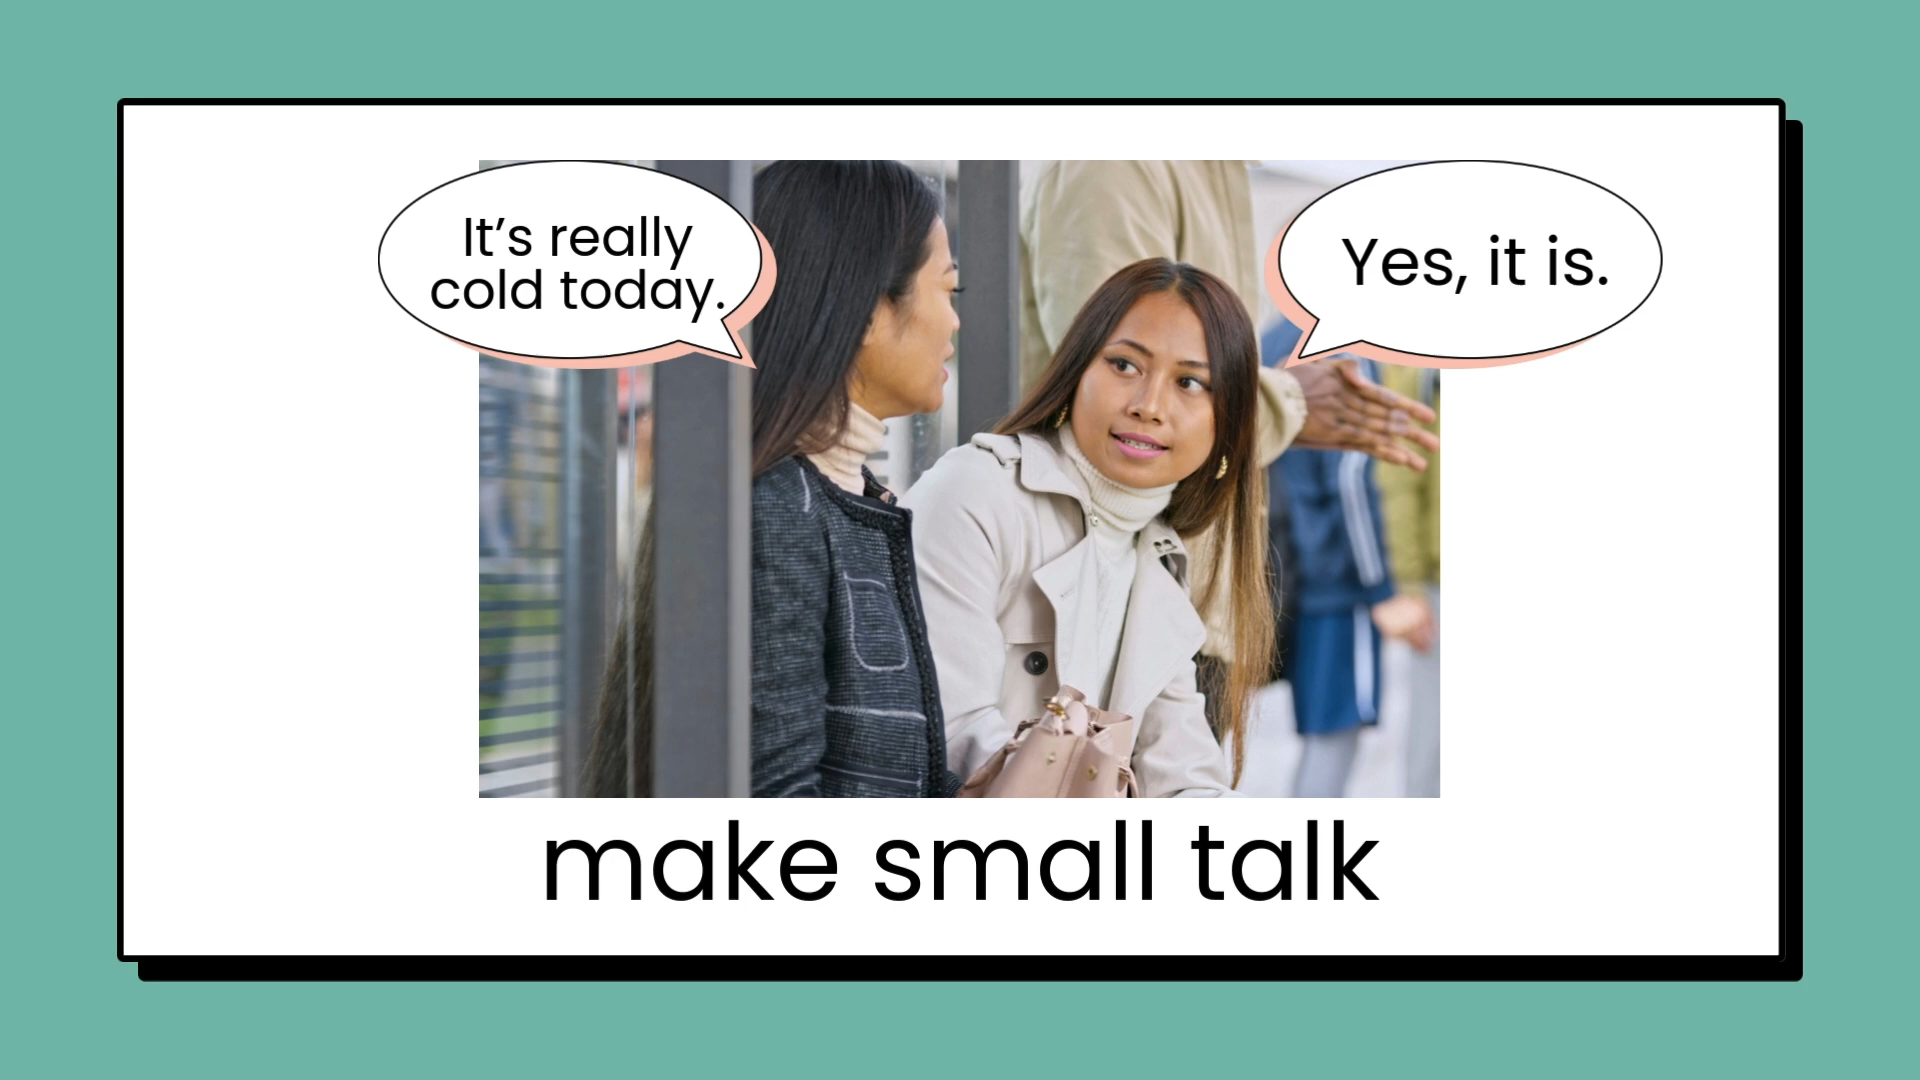 It’s really
cold today.
Yes, it is.
make small talk